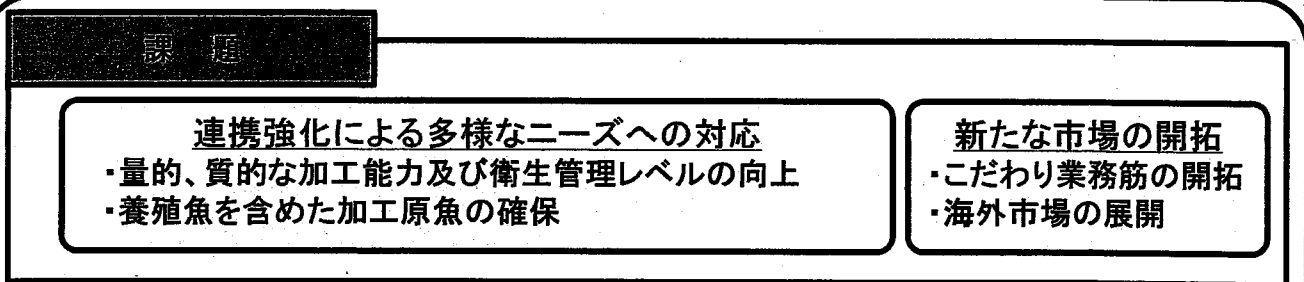 課 題
連携強化による多様なニーズへの対応
・量的、質的な加工能力及び衛生管理レベルの向上
・養殖魚を含めた加工原魚の確保
新たな市場の開拓
・こだわり業務筋の開拓
・海外市場の展開